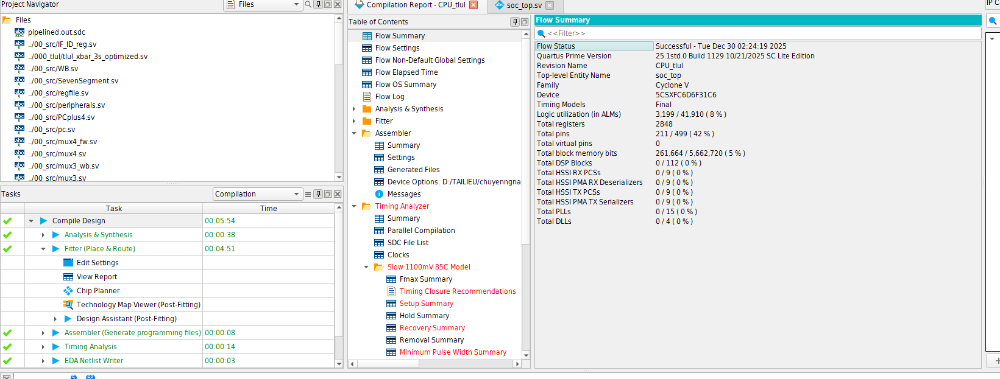 Project Navigator
Files
Files
pipelined.out.sdc
../00_src/IF_ID_reg.sv
../000_tlul/tlul_xbar_3s_optimized.sv
../00_src/WB.sv
../00_src/SevenSegment.sv
../00_src/regfile.sv
../00_src/peripherals.sv
../00_src/PCplus4.sv
../00_src/pc.sv
../00_src/mux4_fw.sv
../00_src/mux4.sv
../00_src/mux3_wb.sv
../00_src/mux3.sv
Tasks
Compilation
Task Time
Compile Design 00:05:54
Analysis & Synthesis 00:00:38
Fitter (Place & Route) 00:04:51
Edit Settings
View Report
Chip Planner
Technology Map Viewer (Post-Fitting)
Design Assistant (Post-Fitting)
Assembler (Generate programming files) 00:00:08
Timing Analysis 00:00:14
EDA Netlist Writer 00:00:03
Compilation Report - CPU_tlul
soc_top.sv
Table of Contents
Flow Summary
Flow Settings
Flow Non-Default Global Settings
Flow Elapsed Time
Flow OS Summary
Flow Log
Analysis & Synthesis
Fitter
Assembler
Summary
Settings
Generated Files
Device Options: D:/TAILIEU/chuyenngna
Messages
Timing Analyzer
Summary
Parallel Compilation
SDC File List
Clocks
Slow 1100mV 85C Model
Fmax Summary
Timing Closure Recommendations
Setup Summary
Hold Summary
Recovery Summary
Removal Summary
Minimum Pulse Width Summary
Flow Summary
<<Filter>>
Flow Status Successful - Tue Dec 30 02:24:19 2025
Quartus Prime Version 25.1std.0 Build 1129 10/21/2025 SC Lite Edition
Revision Name CPU_tlul
Top-level Entity Name soc_top
Family Cyclone V
Device 5CSXFC6D6F31C6
Timing Models Final
Logic utilization (in ALMs) 3,199 / 41,910 ( 8 % )
Total registers 2848
Total pins 211 / 499 ( 42 % )
Total virtual pins 0
Total block memory bits 261,664 / 5,662,720 ( 5 % )
Total DSP Blocks 0 / 112 ( 0 % )
Total HSSI RX PCSs 0 / 9 ( 0 % )
Total HSSI PMA RX Deserializers 0 / 9 ( 0 % )
Total HSSI TX PCSs 0 / 9 ( 0 % )
Total HSSI PMA TX Serializers 0 / 9 ( 0 % )
Total PLLs 0 / 15 ( 0 % )
Total DLLs 0 / 4 ( 0 % )